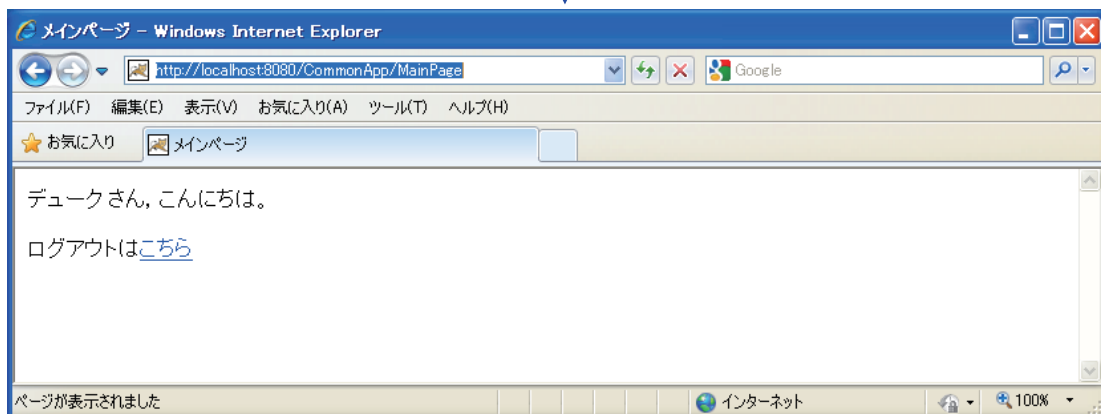 メインページ - Windows Internet Explorer
http://localhost:8080/CommonApp/MainPage
Google
ファイル(F) 編集(E) 表示(V) お気に入り(A) ツール(T) ヘルプ(H)
お気に入り メインページ
デュークさん, こんにちは。
ログアウトはこちら
ページが表示されました インターネット 100%